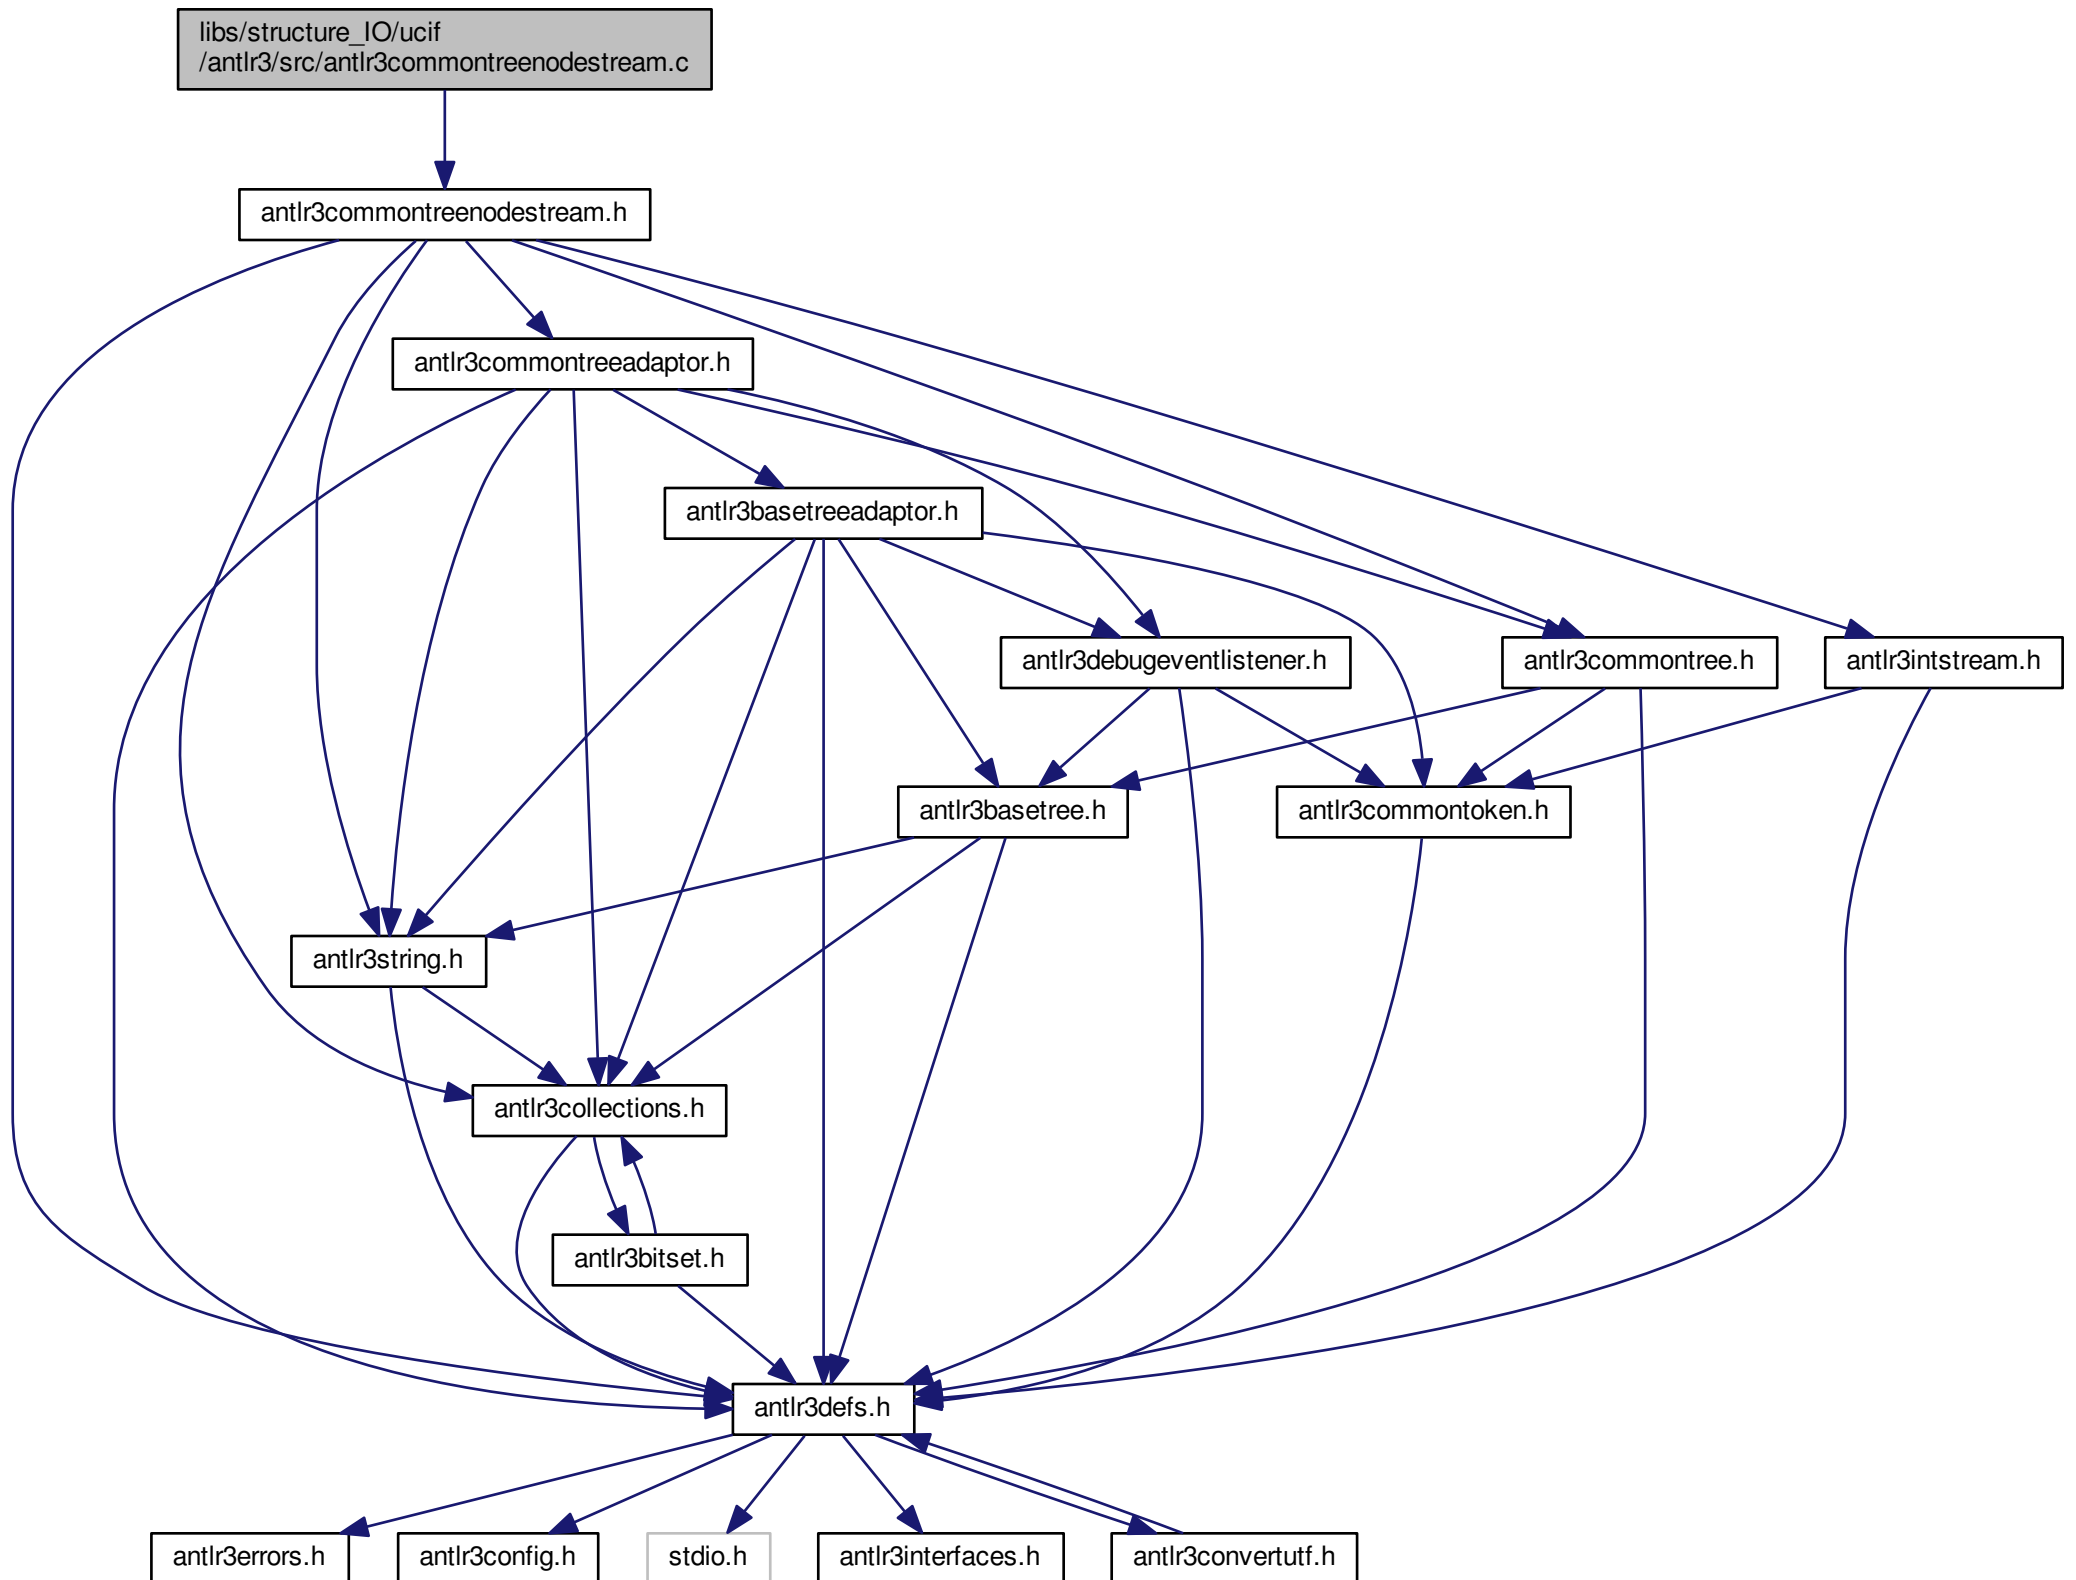 libs/structure_IO/ucif
/antlr3/src/antlr3commontreenodestream.c
antlr3commontreenodestream.h
antlr3commontreeadaptor.h
antlr3basetreeadaptor.h
antlr3debugeventlistener.h
antlr3commontree.h
antlr3intstream.h
antlr3basetree.h
antlr3commontoken.h
antlr3string.h
antlr3collections.h
antlr3bitset.h
antlr3defs.h
antlr3errors.h
antlr3config.h
stdio.h
antlr3interfaces.h
antlr3convertutf.h